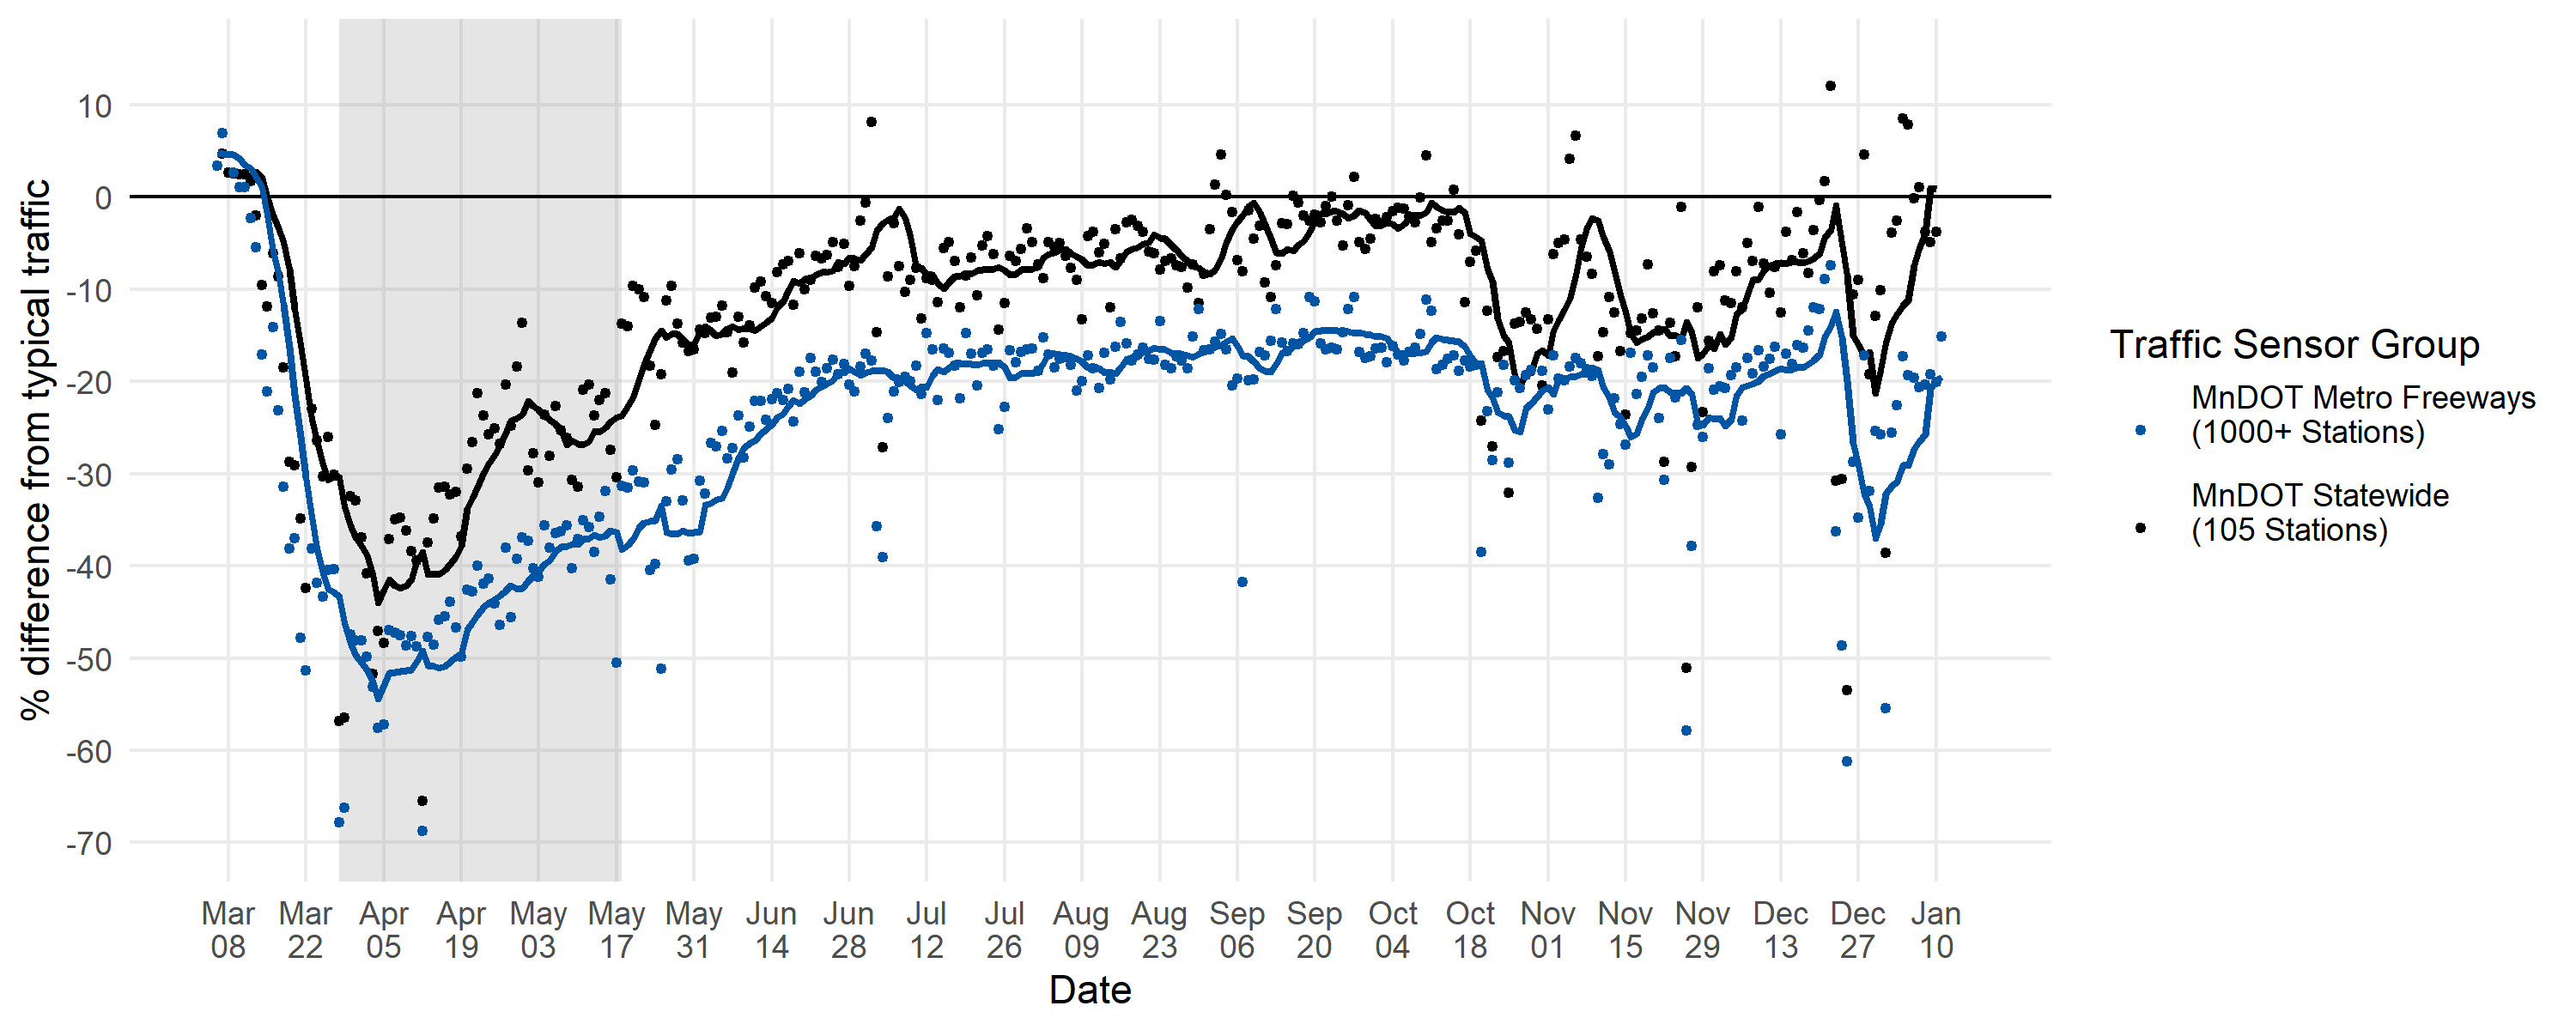 % difference from typical traffic
10
0
-10
-20
-30
-40
-50
-60
-70
Mar Mar Apr Apr May May May Jun Jun Jul Jul Aug Aug Sep Sep Oct Oct Nov Nov Nov Dec Dec Jan
08 22 05 19 03 17 31 14 28 12 26 09 23 06 20 04 18 01 15 29 13 27 10
Date
Traffic Sensor Group
MnDOT Metro Freeways
(1000+ Stations)
MnDOT Statewide
(105 Stations)